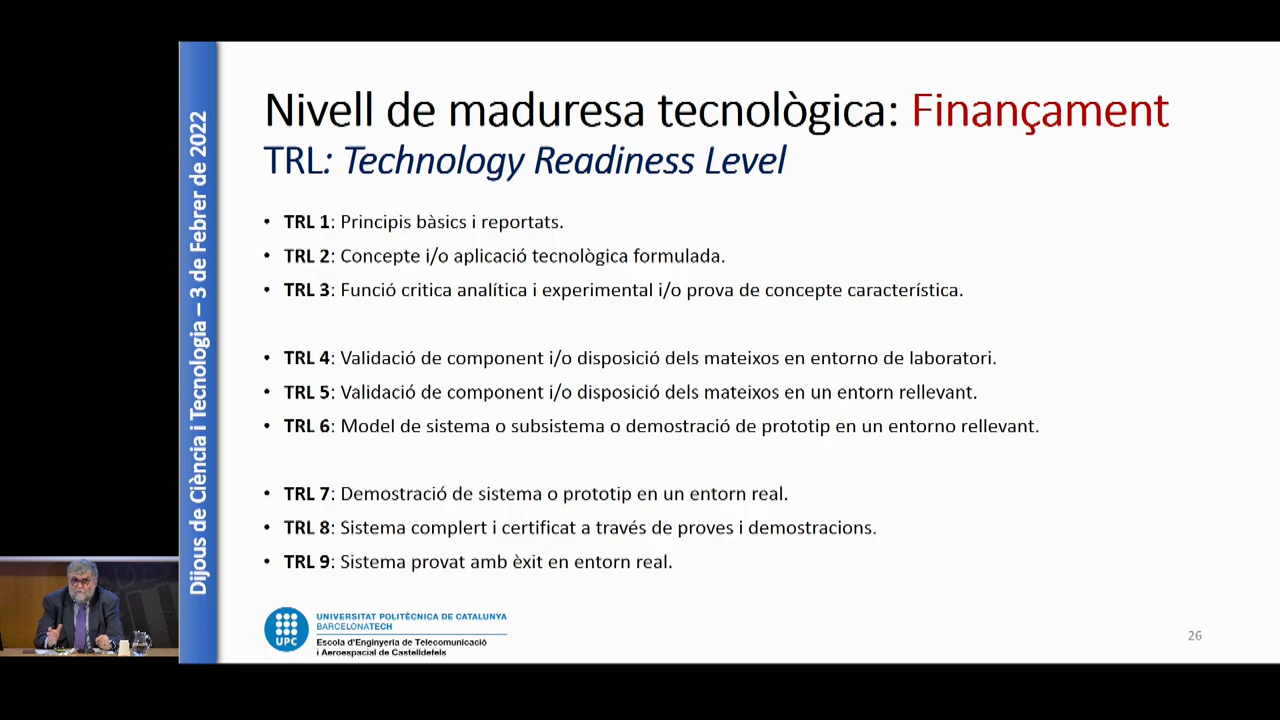 Dijous de Ciència i Tecnologia – 3 de Febrer de 2022
Nivell de maduresa tecnològica: Finançament
TRL: Technology Readiness Level
• TRL 1: Principis bàsics i reportats.
• TRL 2: Concepte i/o aplicació tecnològica formulada.
• TRL 3: Funció critica analítica i experimental i/o prova de concepte característica.
• TRL 4: Validació de component i/o disposició dels mateixos en entorno de laboratori.
• TRL 5: Validació de component i/o disposició dels mateixos en un entorn rellevant.
• TRL 6: Model de sistema o subsistema o demostració de prototip en un entorno rellevant.
• TRL 7: Demostració de sistema o prototip en un entorn real.
• TRL 8: Sistema complert i certificat a través de proves i demostracions.
• TRL 9: Sistema provat amb èxit en entorn real.
UPC
UNIVERSITAT POLITÈCNICA DE CATALUNYA
BARCELONATECH
Escola d'Enginyeria de Telecomunicació
i Aeroespacial de Castelldefels
26